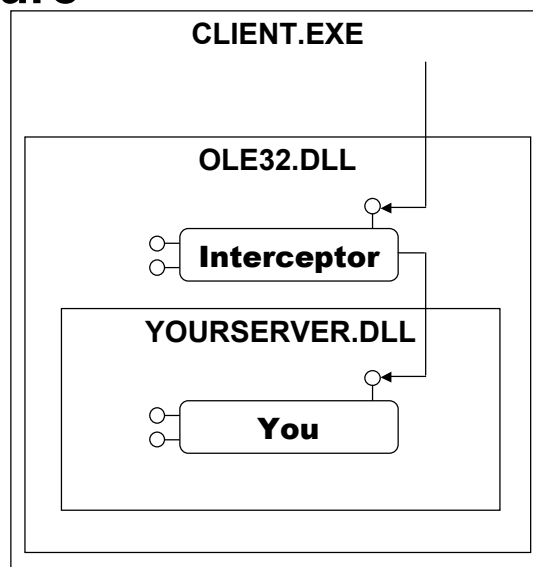 CLIENT.EXE
OLE32.DLL
Interceptor
YOURSERVER.DLL
You